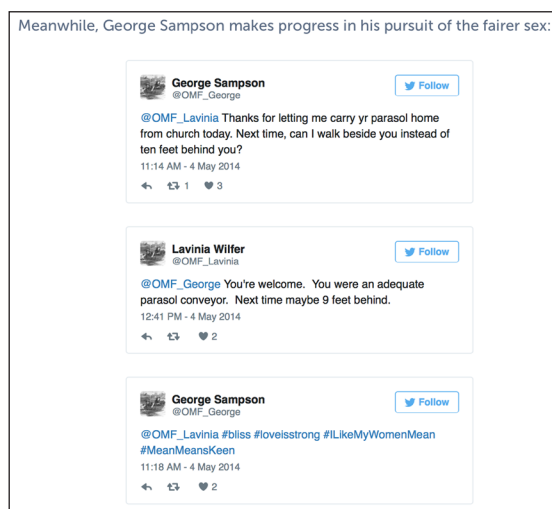 Meanwhile, George Sampson makes progress in his pursuit of the fairer sex:
George Sampson
@OMF_George
Follow
@OMF_Lavinia Thanks for letting me carry yr parasol home
from church today. Next time, can I walk beside you instead of
ten feet behind you?
11:14 AM - 4 May 2014
1 3
Lavinia Wilfer
@OMF_Lavinia
Follow
@OMF_George You're welcome.  You were an adequate
parasol conveyor.  Next time maybe 9 feet behind.
12:41 PM - 4 May 2014
2
George Sampson
@OMF_George
Follow
@OMF_Lavinia #bliss #loveisstrong #ILikeMyWomenMean
#MeanMeansKeen
11:18 AM - 4 May 2014
2